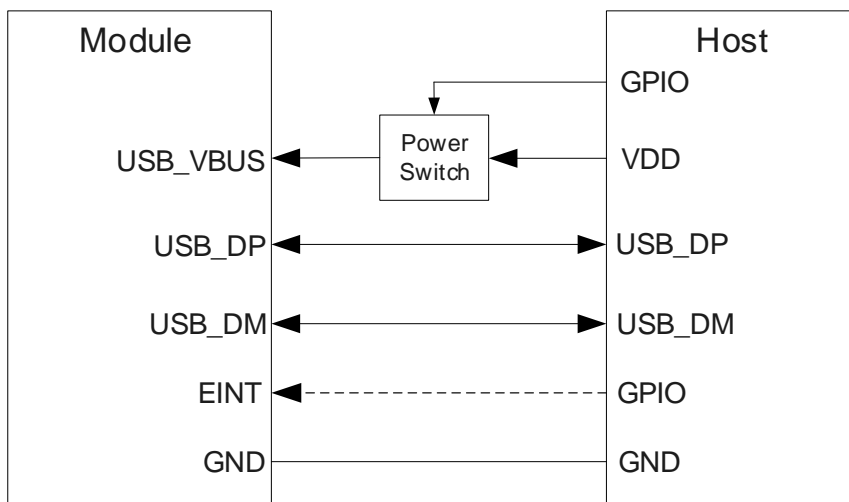 Module
Host
GPIO
Power
Switch
USB_VBUS
VDD
USB_DP
USB_DP
USB_DM
USB_DM
EINT
GPIO
GND
GND